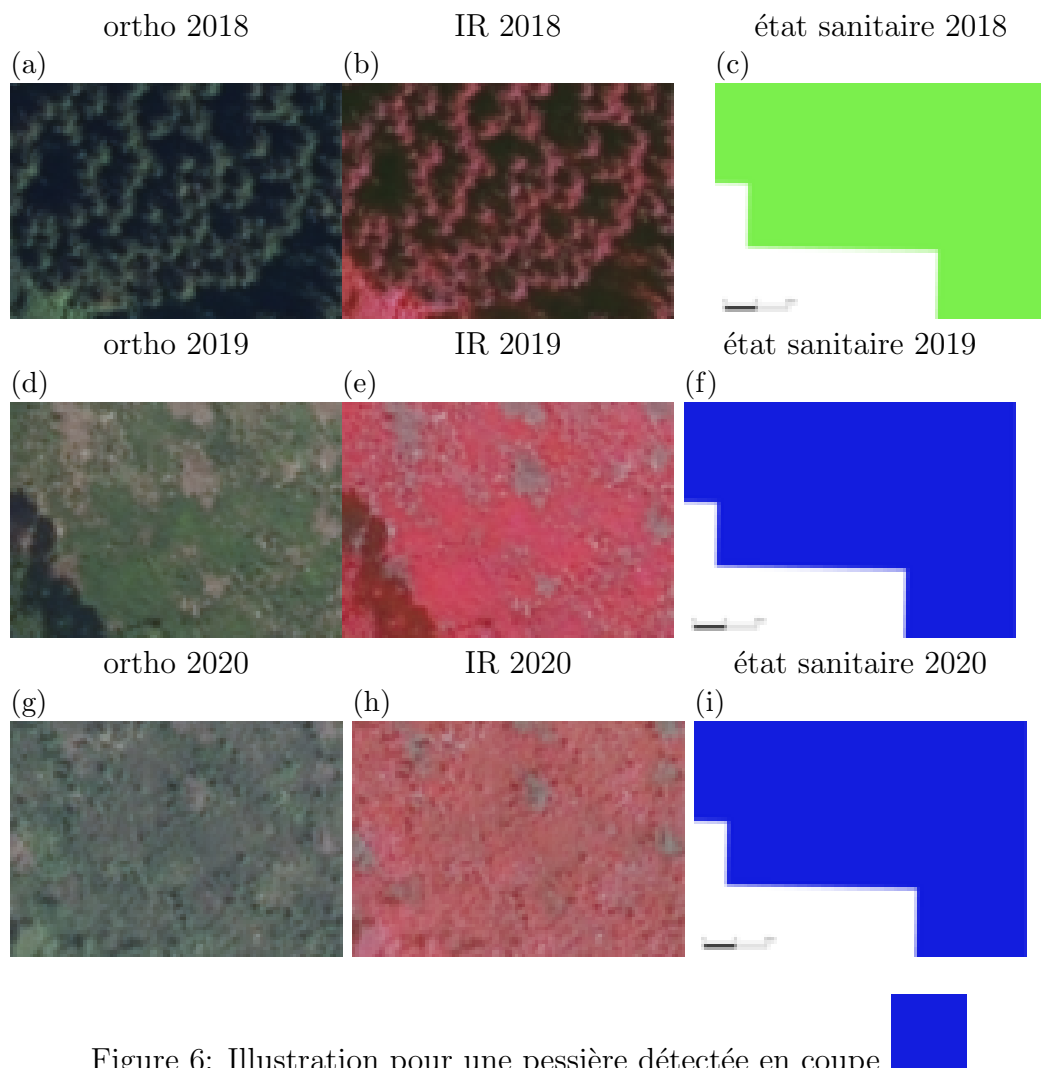 ortho 2018 IR 2018 état sanitaire 2018
(a) (b) (c)
ortho 2019 IR 2019 état sanitaire 2019
(d) (e) (f)
ortho 2020 IR 2020 état sanitaire 2020
(g) (h) (i)
Figure 6: Illustration pour une pessière détectée en coupe